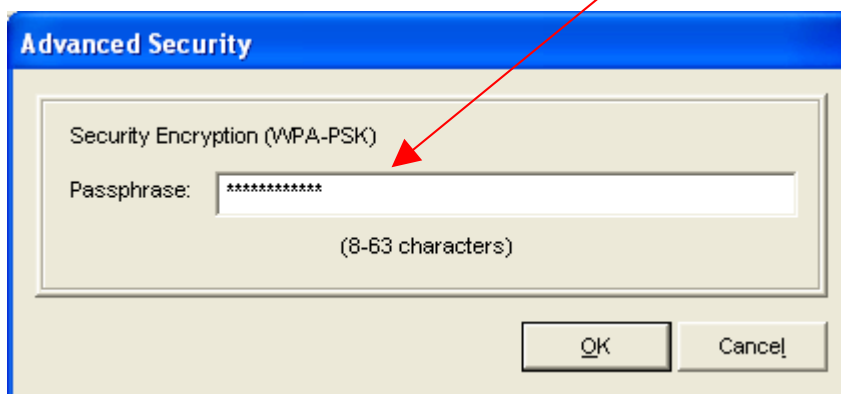 Advanced Security
Security Encryption (WPA-PSK)
Passphrase: *************
(8-63 characters)
OK Cancel